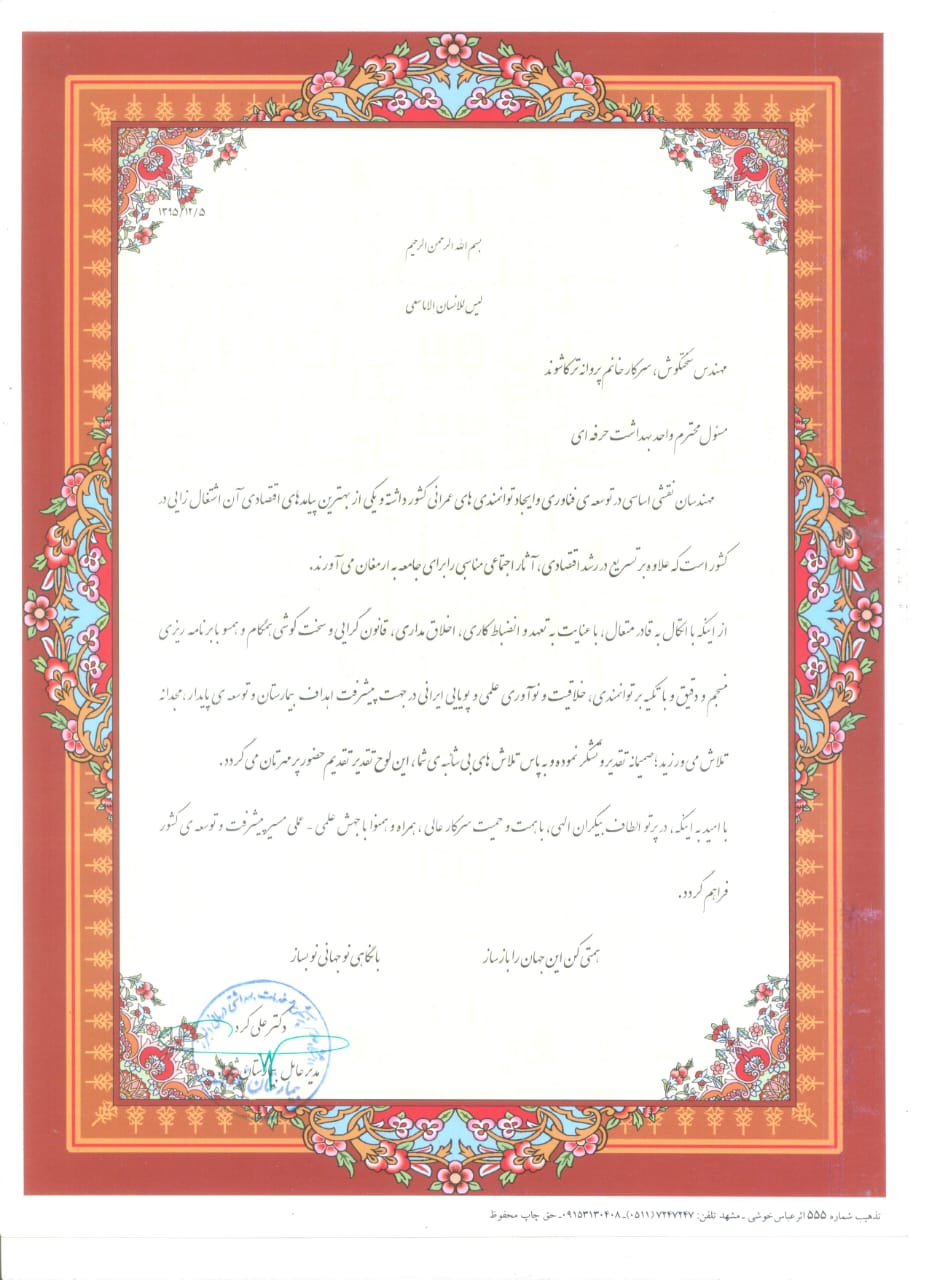 ۱۳۹۵/۱۲/۵
بسم الله الرحمن الرحیم
لیس للانسان الا ما سعی
مهندس سختکوش، سرکار خانم پروانه ترکاشوند
مسئول محترم واحد بهداشت حرفه ای
مهندسان نقشی اساسی در توسعه ی فناوری و ایجاد توانمندی های عمرانی کشور داشته و یکی از بهترین پیامدهای اقتصادی آن اشتغال زایی در
کشور است که علاوه بر تسریع در رشد اقتصادی، آثار اجتماعی مناسبی را برای جامعه به ارمغان می آورند.
از اینکه با اتکال به قادر متعال، با عنایت به تعهد و انضباط کاری، اخلاق مداری، قانون گرایی و سخت کوشی همگام و همسو با برنامه ریزی
منسجم و دقیق و با تکیه بر توانمندی، خلاقیت و نوآوری علمی و پویایی ایرانی در جهت پیشرفت اهداف بیمارستان و توسعه ی پایدار، مجدانه
تلاش می ورزید؛ صمیمانه تقدیر و تشکر نموده و به پاس تلاش های بی شائبه ی شما، این لوح تقدیر تقدیم حضور پر مهرتان می گردد.
با امید به اینکه، در پرتو الطاف بیکران الهی، با همت و حمیت سرکار عالی، همراه و همنوا با جهش علمی - عملی مسیر پیشرفت و توسعه ی کشور
فراهم گردد.
همتی کن این جهان را باز ساز با نگاهی نو جهانی نو بساز
دکتر علی کرد
مدیر عامل بیمارستان
تذهیب شماره ۵۵۵ اثر عباس خوشی ـ مشهد تلفن: ۷۲۴۷۲۴۷ (۰۵۱۱)ـ ۰۹۱۵۳۱۳۰۴۰۸ـ حق چاپ محفوظ